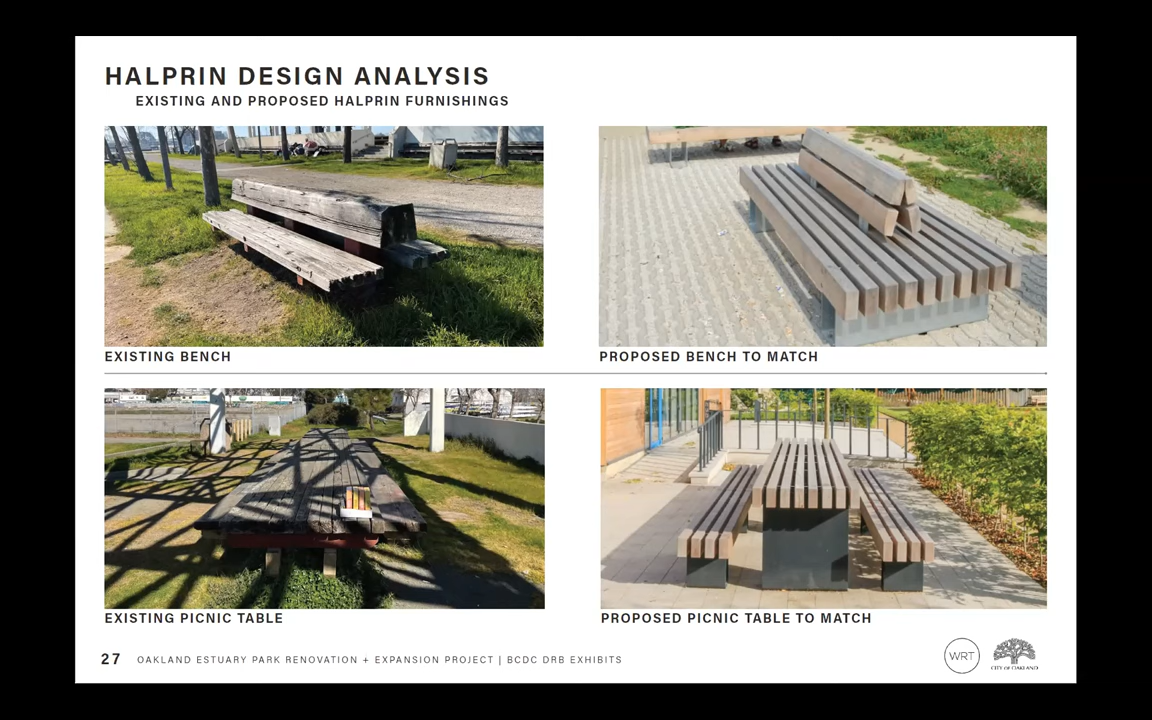 HALPRIN DESIGN ANALYSIS
EXISTING AND PROPOSED HALPRIN FURNISHINGS
EXISTING BENCH
PROPOSED BENCH TO MATCH
EXISTING PICNIC TABLE
PROPOSED PICNIC TABLE TO MATCH
27 OAKLAND ESTUARY PARK RENOVATION + EXPANSION PROJECT | BCDC DRB EXHIBITS
WRT
CITY OF OAKLAND